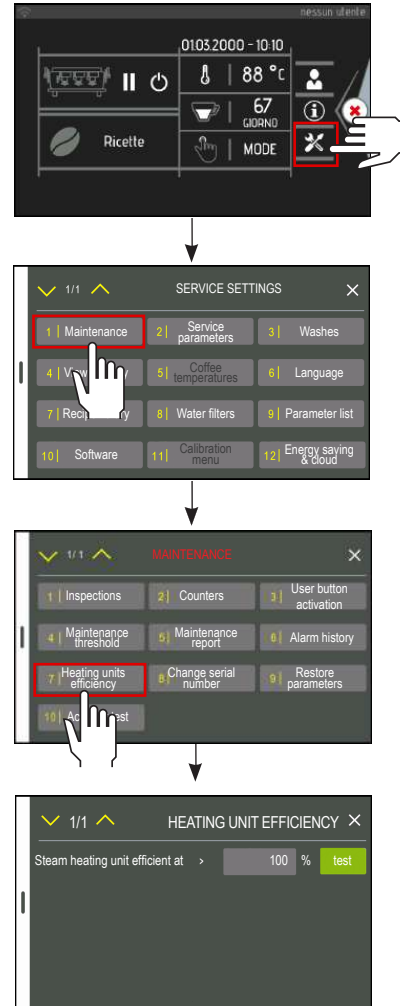 nessun utente
01.03.2000 - 10:10
88 °c
67
GIORNO
Ricette
MODE
1/1 SERVICE SETTINGS ×
1 | Maintenance
2 | Service
parameters
3 | Washes
4 |
5 | Coffee
temperatures
6 | Language
7 |
8 | Water filters
9 | Parameter list
10 | Software
11 | Calibration
menu
12 | Energy saving
& cloud
1/1 MAINTENANCE ×
1 | Inspections
2 | Counters
3 | User button
activation
4 | Maintenance
threshold
5 | Maintenance
report
6 | Alarm history
7 | Heating units
efficiency
8 | Change serial
number
9 | Restore
parameters
10 |
1/1 HEATING UNIT EFFICIENCY ×
Steam heating unit efficient at > 100 % test